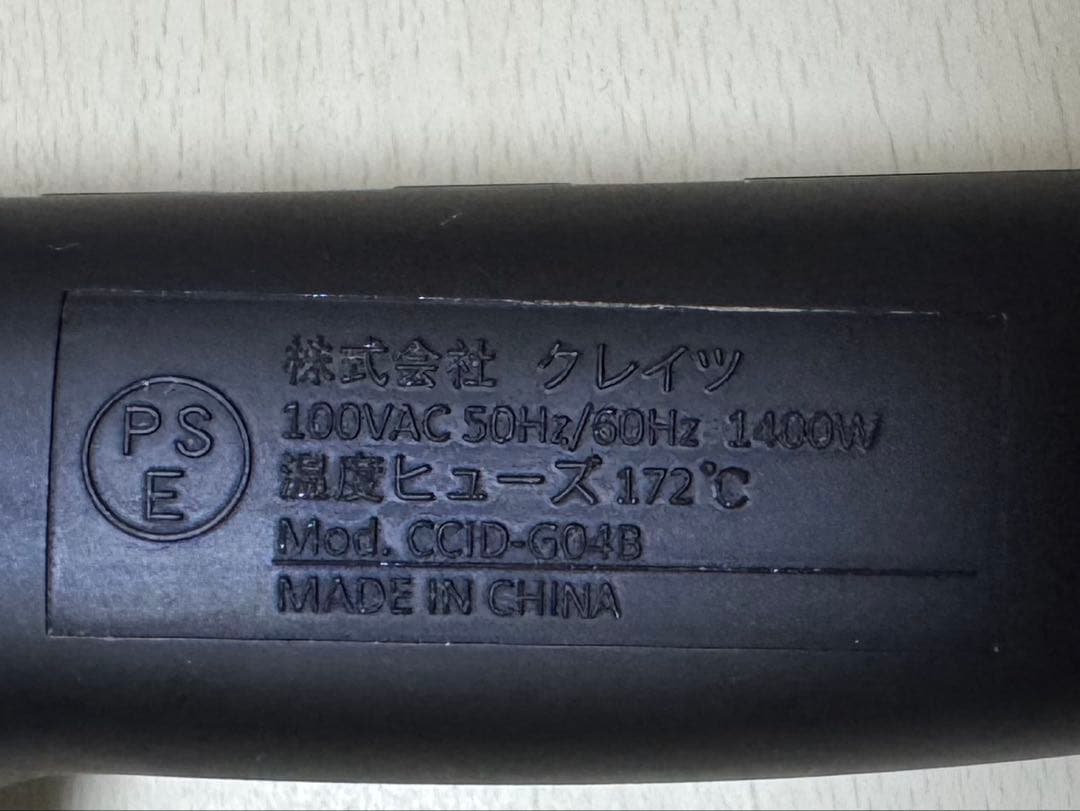 PS
E
株式会社 クレイツ
100VAC 50Hz/60Hz 1400W
温度ヒューズ 172℃
Mod. CCID-G04B
MADE IN CHINA